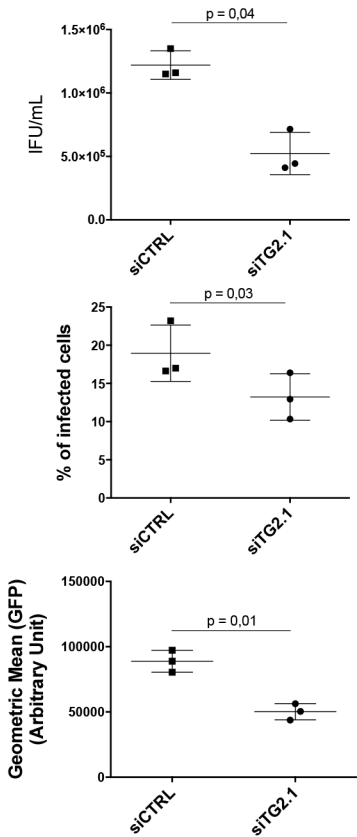 p = 0,04
IFU/mL
1.5×10⁶
1.0×10⁶
5.0×10⁵
0.0
siCTRL
siTG2.1
p = 0,03
% of infected cells
25
20
15
10
5
0
siCTRL
siTG2.1
Geometric Mean (GFP)
(Arbitrary Unit)
150000
100000
50000
0
p = 0,01
siCTRL
siTG2.1